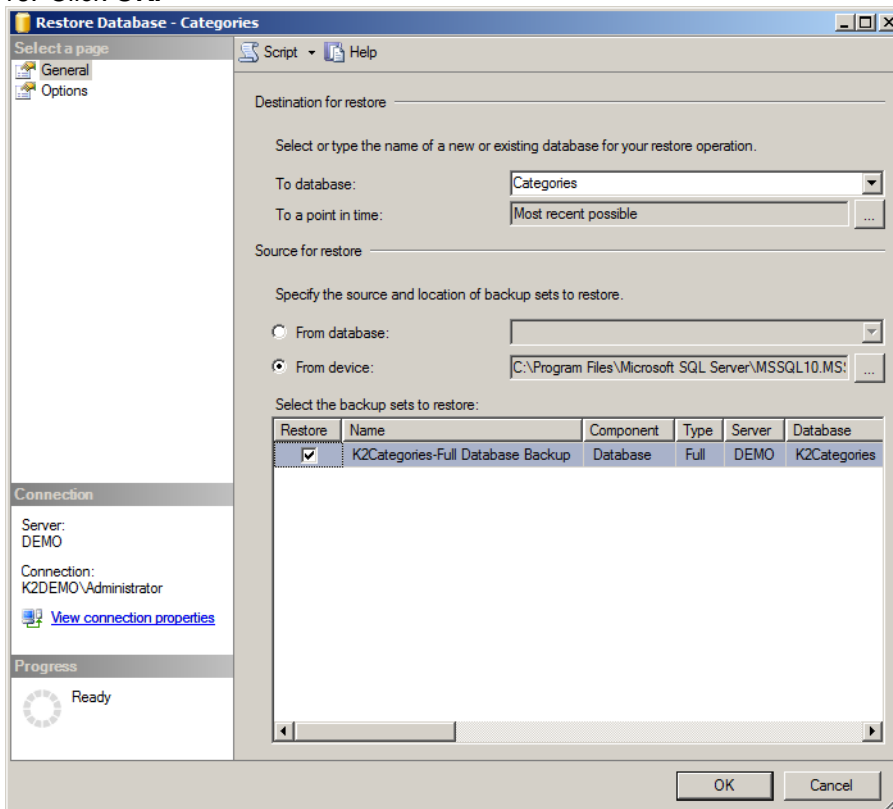 Click OK.
Restore Database - Categories
Select a page
General
Options
Script Help
Destination for restore
Select or type the name of a new or existing database for your restore operation.
To database: Categories
To a point in time: Most recent possible ...
Source for restore
Specify the source and location of backup sets to restore.
From database:
From device: C:\Program Files\Microsoft SQL Server\MSSQL10.MS ...
Select the backup sets to restore:
Restore Name Component Type Server Database
K2Categories-Full Database Backup Database Full DEMO K2Categories
Connection
Server:
DEMO
Connection:
K2DEMO\Administrator
View connection properties
Progress
Ready
OK Cancel